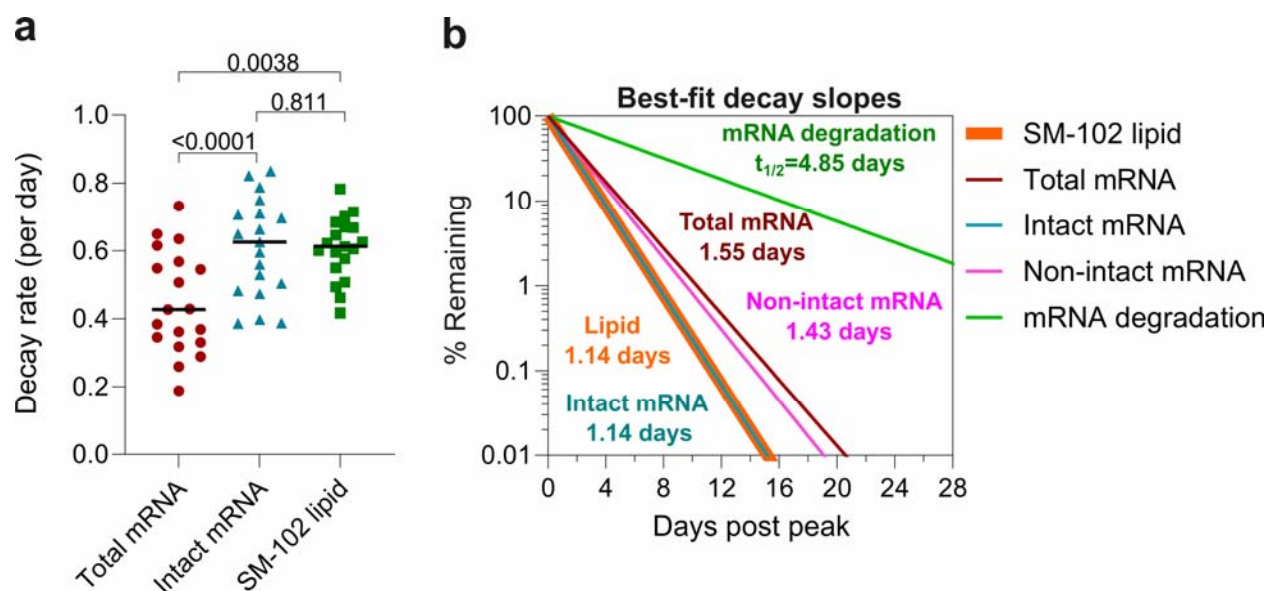 a
0.0038
0.811
<0.0001
1.0
0.8
0.6
0.4
0.2
0.0
Decay rate (per day)
Total mRNA
Intact mRNA
SM-102 lipid
b
Best-fit decay slopes
100
10
1
0.1
0.01
% Remaining
mRNA degradation
t1/2=4.85 days
Total mRNA
1.55 days
Non-intact mRNA
1.43 days
Lipid
1.14 days
Intact mRNA
1.14 days
0 4 8 12 16 20 24 28
Days post peak
SM-102 lipid
Total mRNA
Intact mRNA
Non-intact mRNA
mRNA degradation